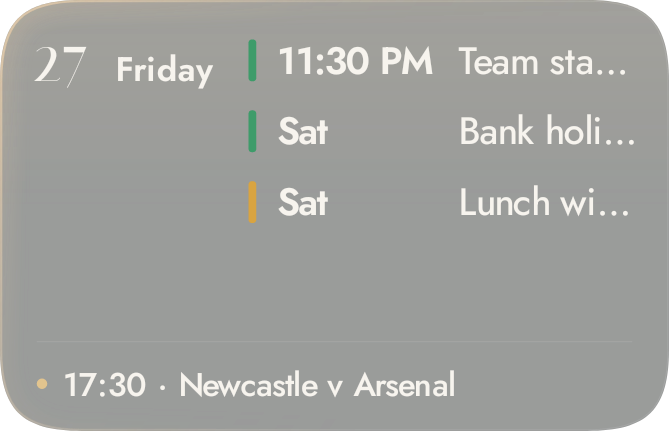 27 Friday 11:30 PM Team sta...
Sat Bank holi...
Sat Lunch wi...
17:30 · Newcastle v Arsenal